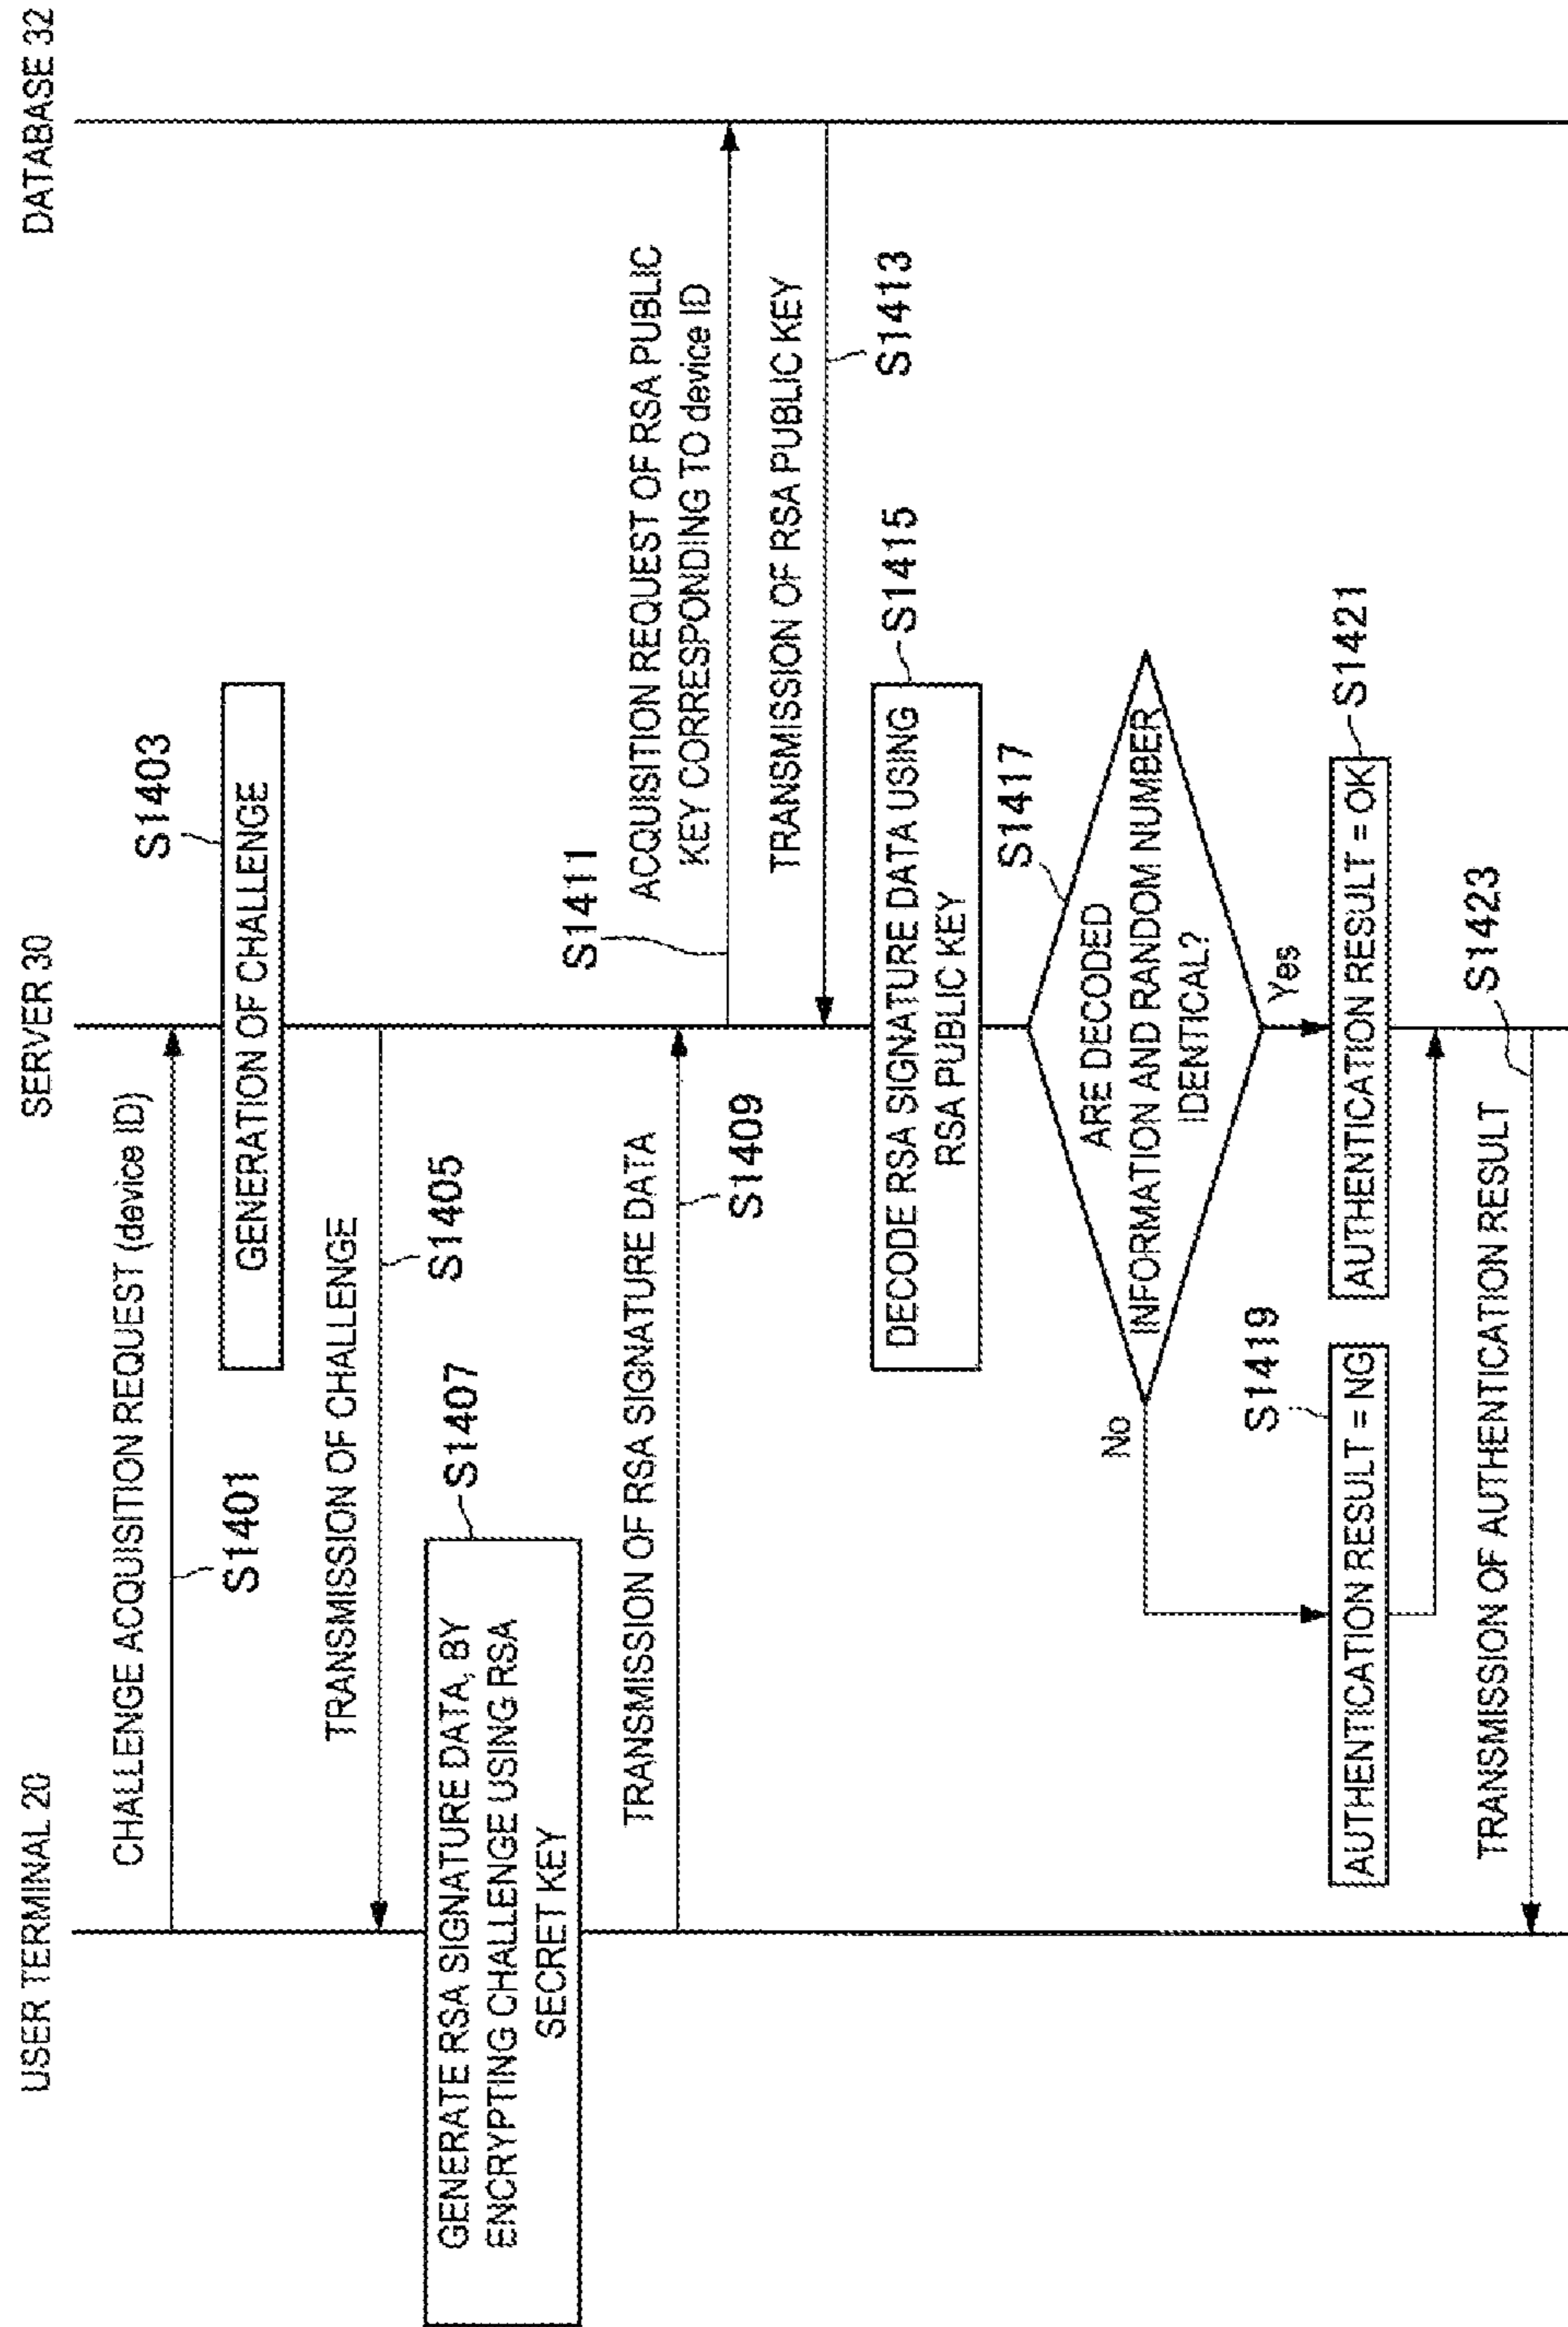 USER TERMINAL 20
SERVER 30
DATABASE 32
CHALLENGE ACQUISITION REQUEST (device ID)
S1401
S1403
GENERATION OF CHALLENGE
TRANSMISSION OF CHALLENGE
S1405
S1407
GENERATE RSA SIGNATURE DATA, BY
ENCRYPTING CHALLENGE USING RSA
SECRET KEY
TRANSMISSION OF RSA SIGNATURE DATA
S1409
S1411
ACQUISITION REQUEST OF RSA PUBLIC
KEY CORRESPONDING TO device ID
TRANSMISSION OF RSA PUBLIC KEY
S1413
S1415
DECODE RSA SIGNATURE DATA USING
RSA PUBLIC KEY
S1417
ARE DECODED
INFORMATION AND RANDOM NUMBER
IDENTICAL?
No
Yes
S1419
AUTHENTICATION RESULT = NG
S1421
AUTHENTICATION RESULT = OK
TRANSMISSION OF AUTHENTICATION RESULT
S1423